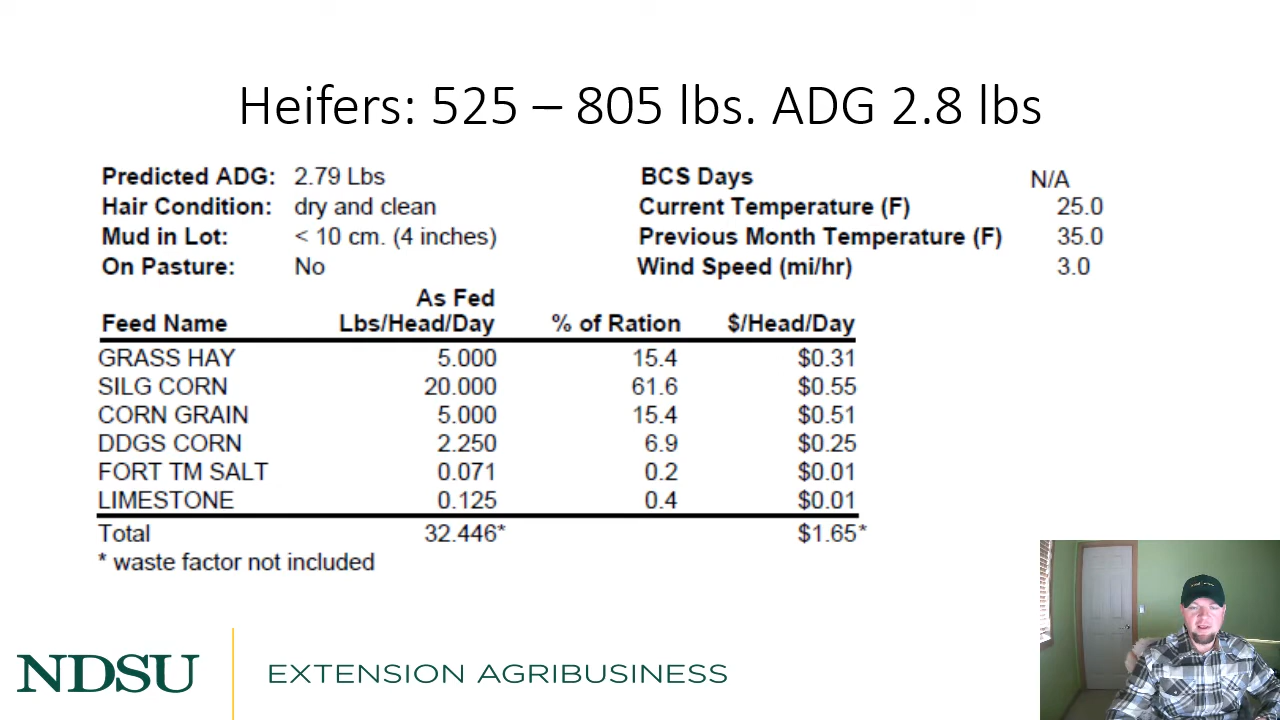 Heifers: 525 – 805 lbs. ADG 2.8 lbs
Predicted ADG: 2.79 Lbs BCS Days N/A
Hair Condition: dry and clean Current Temperature (F) 25.0
Mud in Lot: < 10 cm. (4 inches) Previous Month Temperature (F) 35.0
On Pasture: No Wind Speed (mi/hr) 3.0
As Fed
Feed Name Lbs/Head/Day % of Ration $/Head/Day
GRASS HAY 5.000 15.4 $0.31
SILG CORN 20.000 61.6 $0.55
CORN GRAIN 5.000 15.4 $0.51
DDGS CORN 2.250 6.9 $0.25
FORT TM SALT 0.071 0.2 $0.01
LIMESTONE 0.125 0.4 $0.01
Total 32.446* $1.65*
* waste factor not included
NDSU EXTENSION AGRIBUSINESS